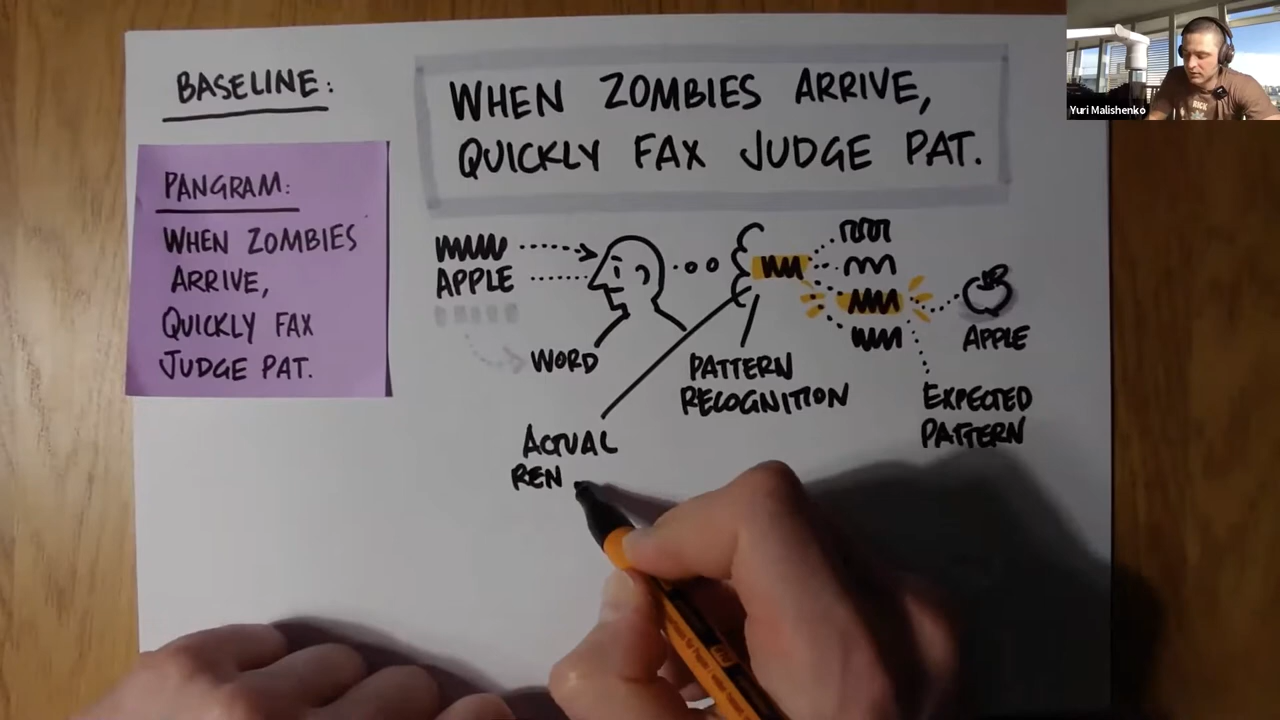 BASELINE:
WHEN ZOMBIES ARRIVE,
QUICKLY FAX JUDGE PAT.
PANGRAM:
WHEN ZOMBIES
ARRIVE,
QUICKLY FAX
JUDGE PAT.
APPLE
WORD
PATTERN
RECOGNITION
APPLE
EXPECTED
PATTERN
ACTUAL
REN
Yuri Malishenko
RICK